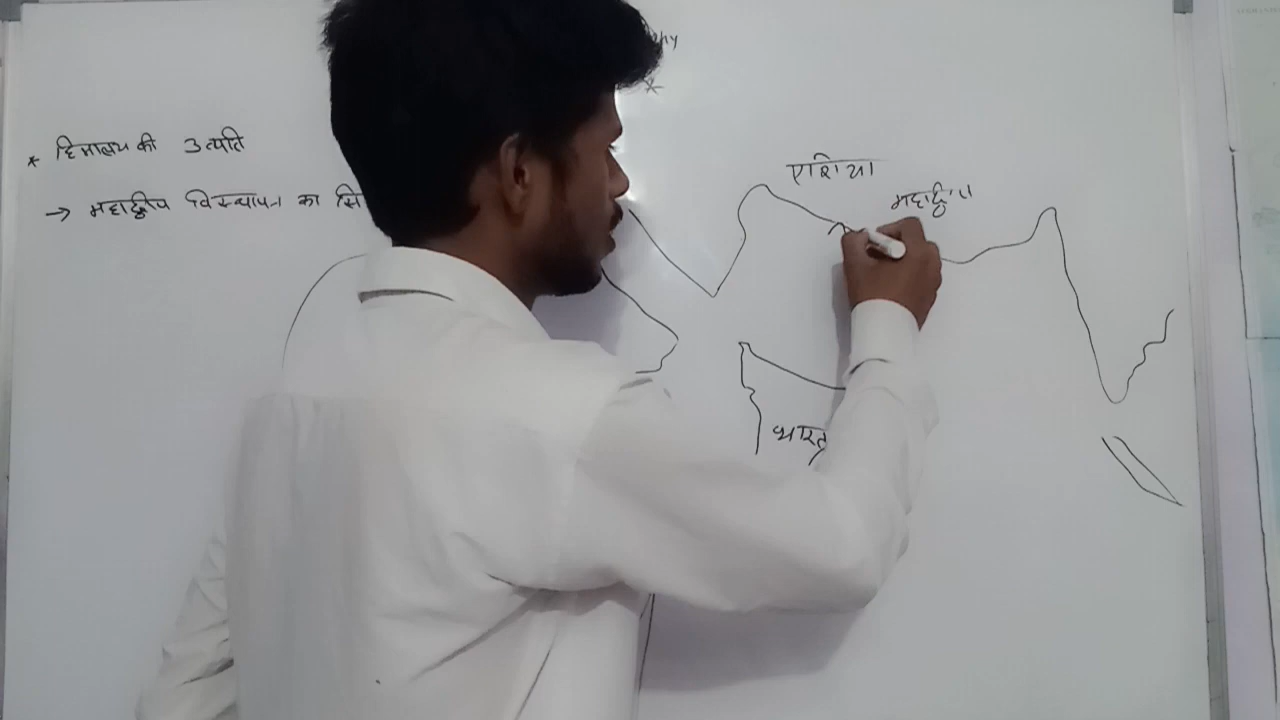 * हिमालय की उत्पति
→ महाद्वीप विस्थापन का
एशिया
महाद्वीप
भारत